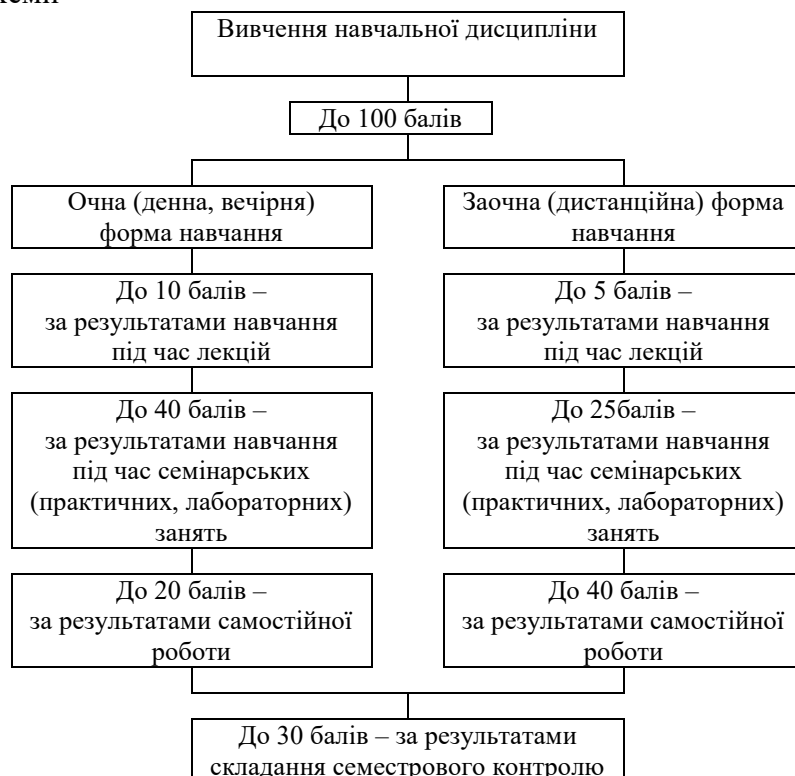 Вивчення навчальної дисципліни
До 100 балів
Очна (денна, вечірня)
форма навчання
До 10 балів –
за результатами навчання
під час лекцій
До 40 балів –
за результатами навчання
під час семінарських
(практичних, лабораторних)
занять
До 20 балів –
за результатами самостійної
роботи
Заочна (дистанційна) форма
навчання
До 5 балів –
за результатами навчання
під час лекцій
До 25балів –
за результатами навчання
під час семінарських
(практичних, лабораторних)
занять
До 40 балів –
за результатами самостійної
роботи
До 30 балів – за результатами
складання семестрового контролю